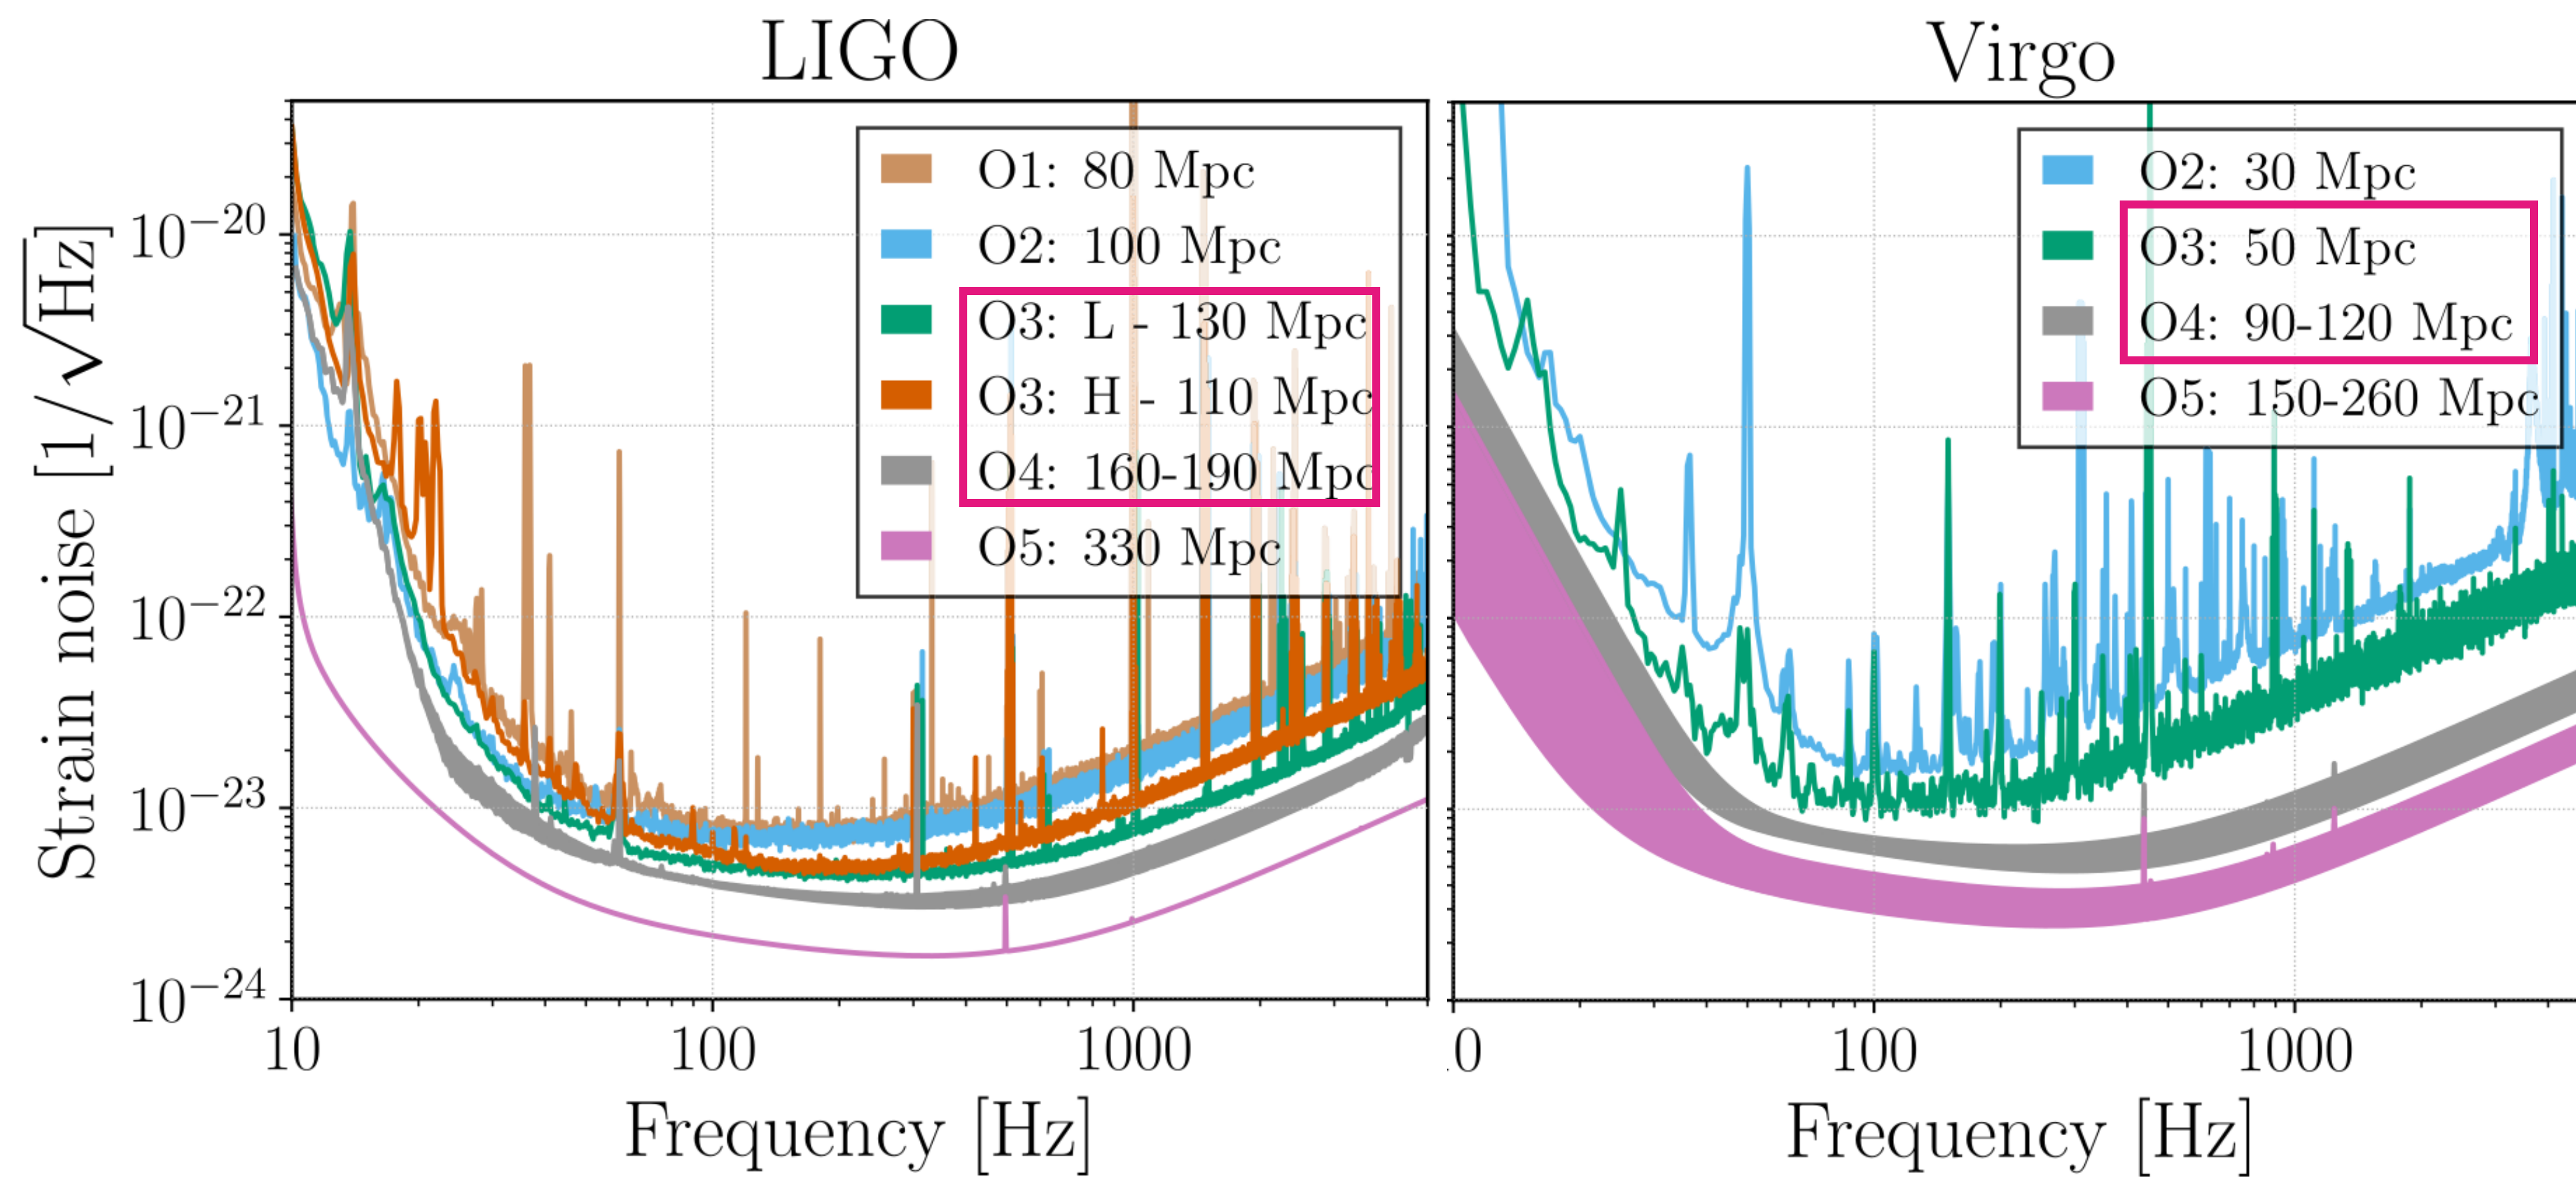 LIGO
Strain noise [1/√Hz]
10⁻²⁰
10⁻²¹
10⁻²²
10⁻²³
10⁻²⁴
O1: 80 Mpc
O2: 100 Mpc
O3: L - 130 Mpc
O3: H - 110 Mpc
O4: 160-190 Mpc
O5: 330 Mpc
10 100 1000
Frequency [Hz]
Virgo
O2: 30 Mpc
O3: 50 Mpc
O4: 90-120 Mpc
O5: 150-260 Mpc
.0 100 1000
Frequency [Hz]